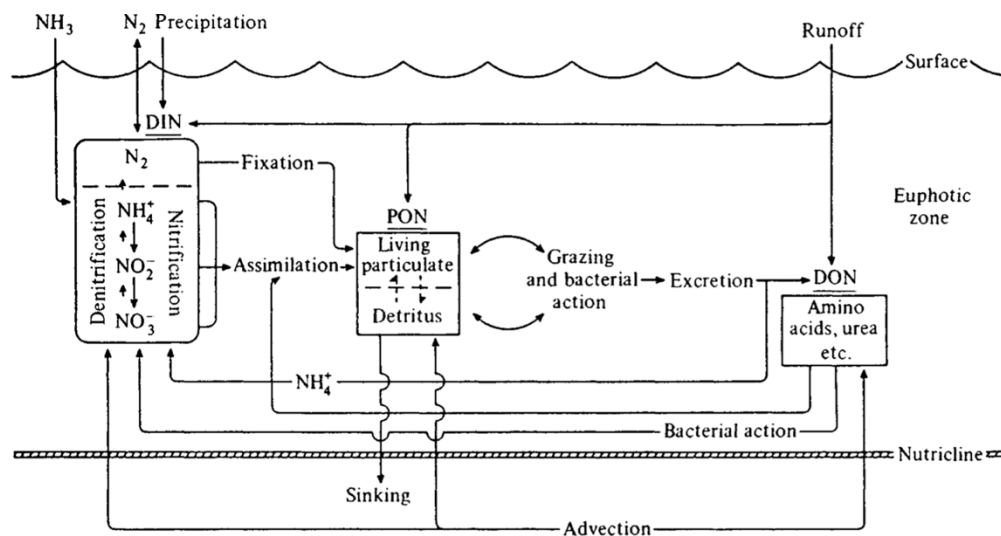 NH₃
N₂
Precipitation
Runoff
Surface
DIN
N₂
Fixation
Euphotic
zone
Denitrification
NH₄⁺
NO₂⁻
NO₃⁻
Nitrification
Assimilation
PON
Living
particulate
Detritus
Grazing
and bacterial
action
Excretion
DON
Amino
acids, urea
etc.
NH₄⁺
Bacterial action
Nutricline
Sinking
Advection